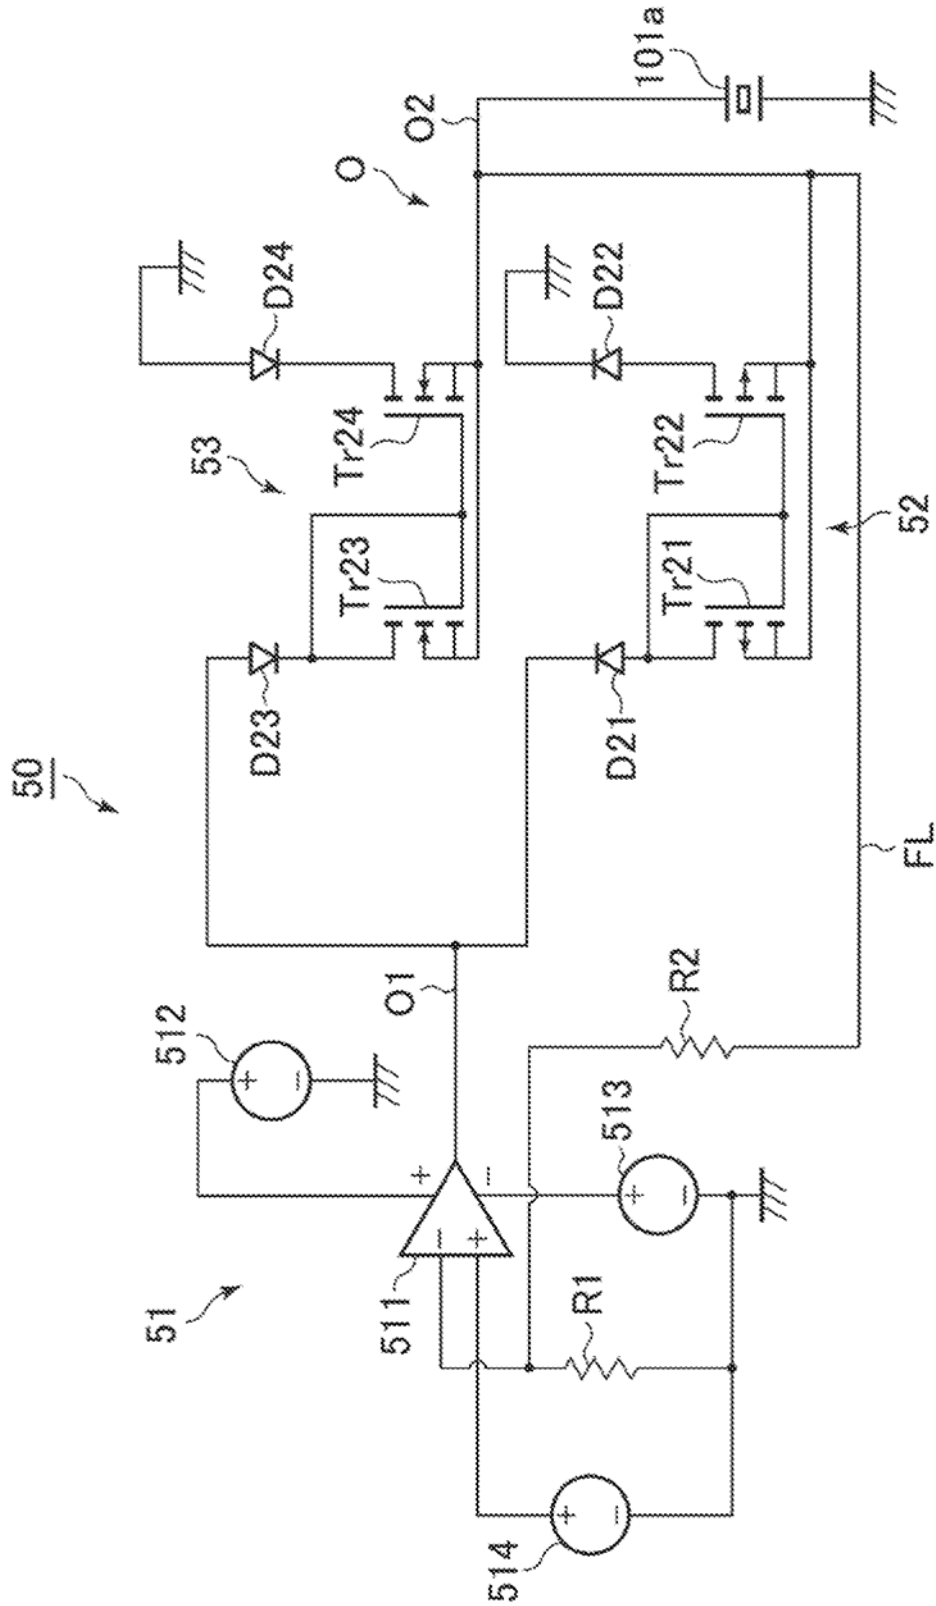 50
51
512
O1
53
D23
D24
O
O2
101a
Tr23
Tr24
511
+
−
−
+
+
−
513
+
−
R2
D21
D22
Tr21
Tr22
52
514
+
−
R1
FL